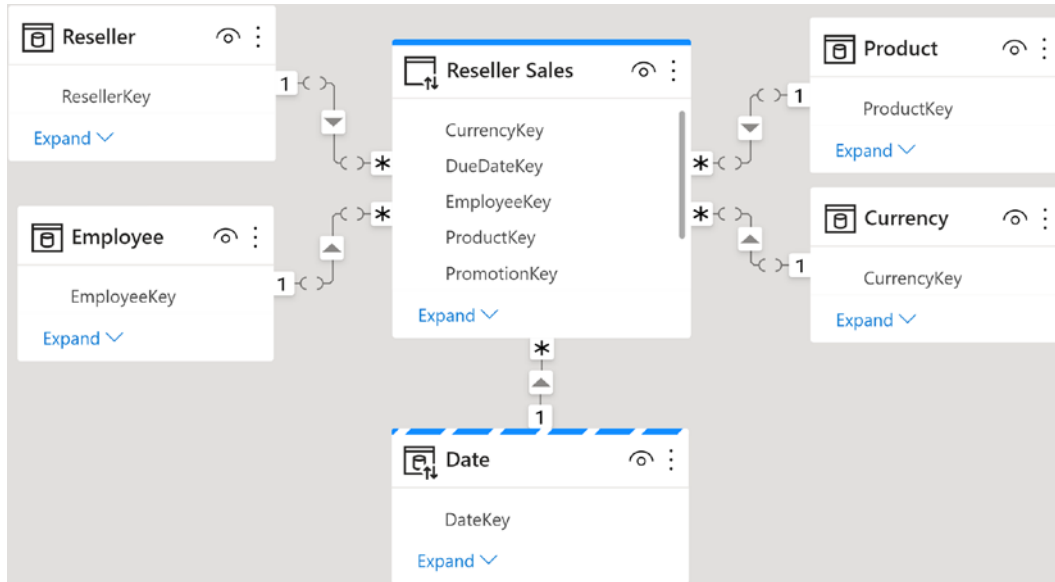 Reseller
ResellerKey
Expand
1
*
Employee
EmployeeKey
Expand
1
*
Reseller Sales
CurrencyKey
DueDateKey
EmployeeKey
ProductKey
PromotionKey
Expand
*
1
Date
DateKey
Expand
Product
ProductKey
Expand
1
*
Currency
CurrencyKey
Expand
1
*